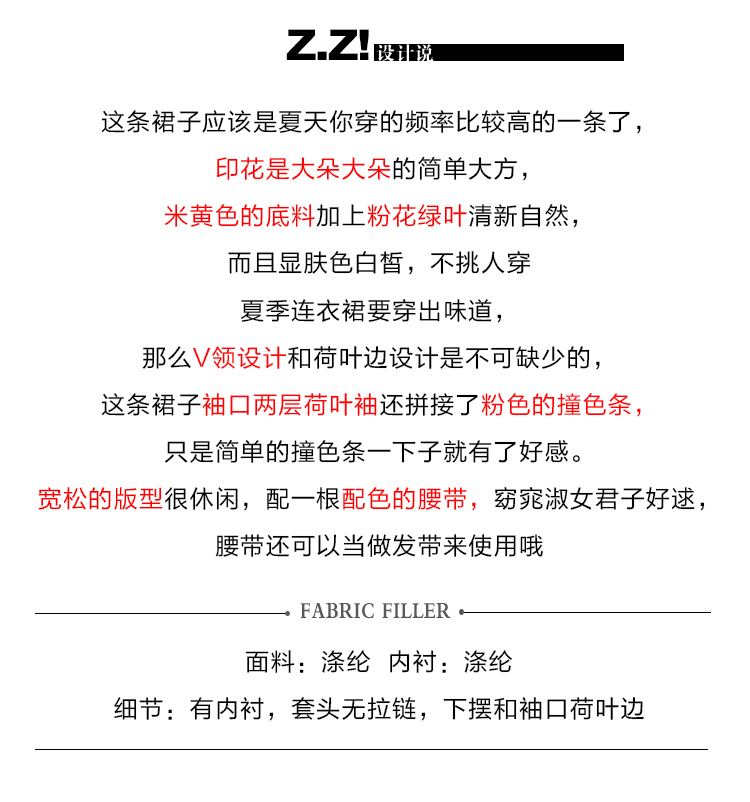 Z.Z! 设计说
这条裙子应该是夏天你穿的频率比较高的一条了，
印花是大朵大朵的简单大方，
米黄色的底料加上粉花绿叶清新自然，
而且显肤色白皙，不挑人穿
夏季连衣裙要穿出味道，
那么V领设计和荷叶边设计是不可缺少的，
这条裙子袖口两层荷叶袖还拼接了粉色的撞色条，
只是简单的撞色条一下子就有了好感。
宽松的版型很休闲，配一根配色的腰带，窈窕淑女君子好逑，
腰带还可以当做发带来使用哦
FABRIC FILLER
面料：涤纶  内衬：涤纶
细节：有内衬，套头无拉链，下摆和袖口荷叶边